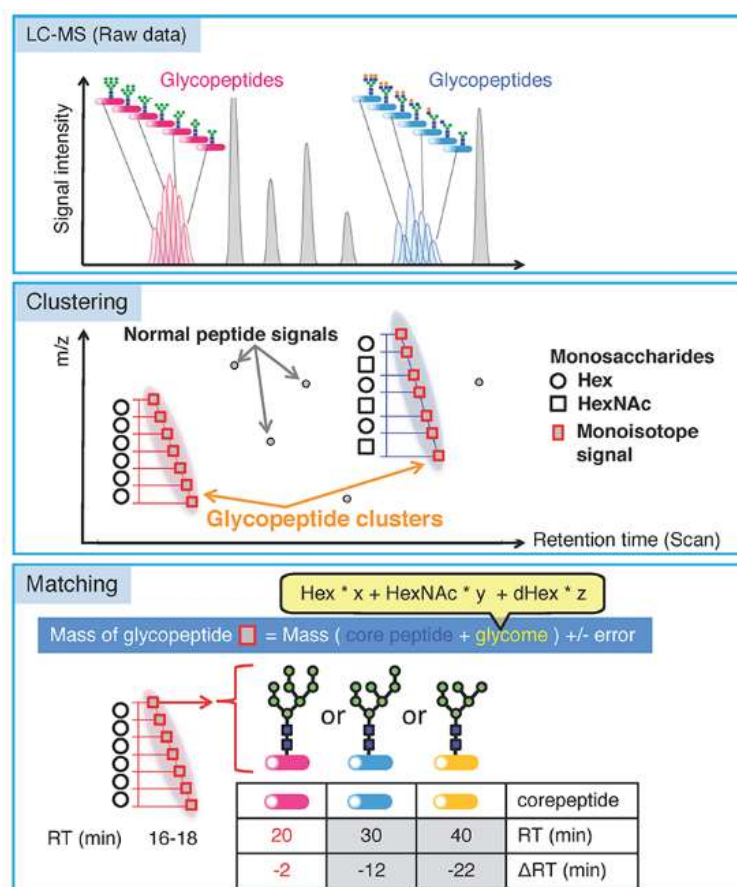 LC-MS (Raw data)
Glycopeptides
Glycopeptides
Signal intensity
Clustering
m/z
Normal peptide signals
Monosaccharides
Hex
HexNAc
Monoisotope
signal
Glycopeptide clusters
Retention time (Scan)
Matching
Hex * x + HexNAc * y + dHex * z
Mass of glycopeptide = Mass ( core peptide + glycome ) +/- error
or or
corepeptide
RT (min) 16-18 20 30 40 RT (min)
-2 -12 -22 ΔRT (min)